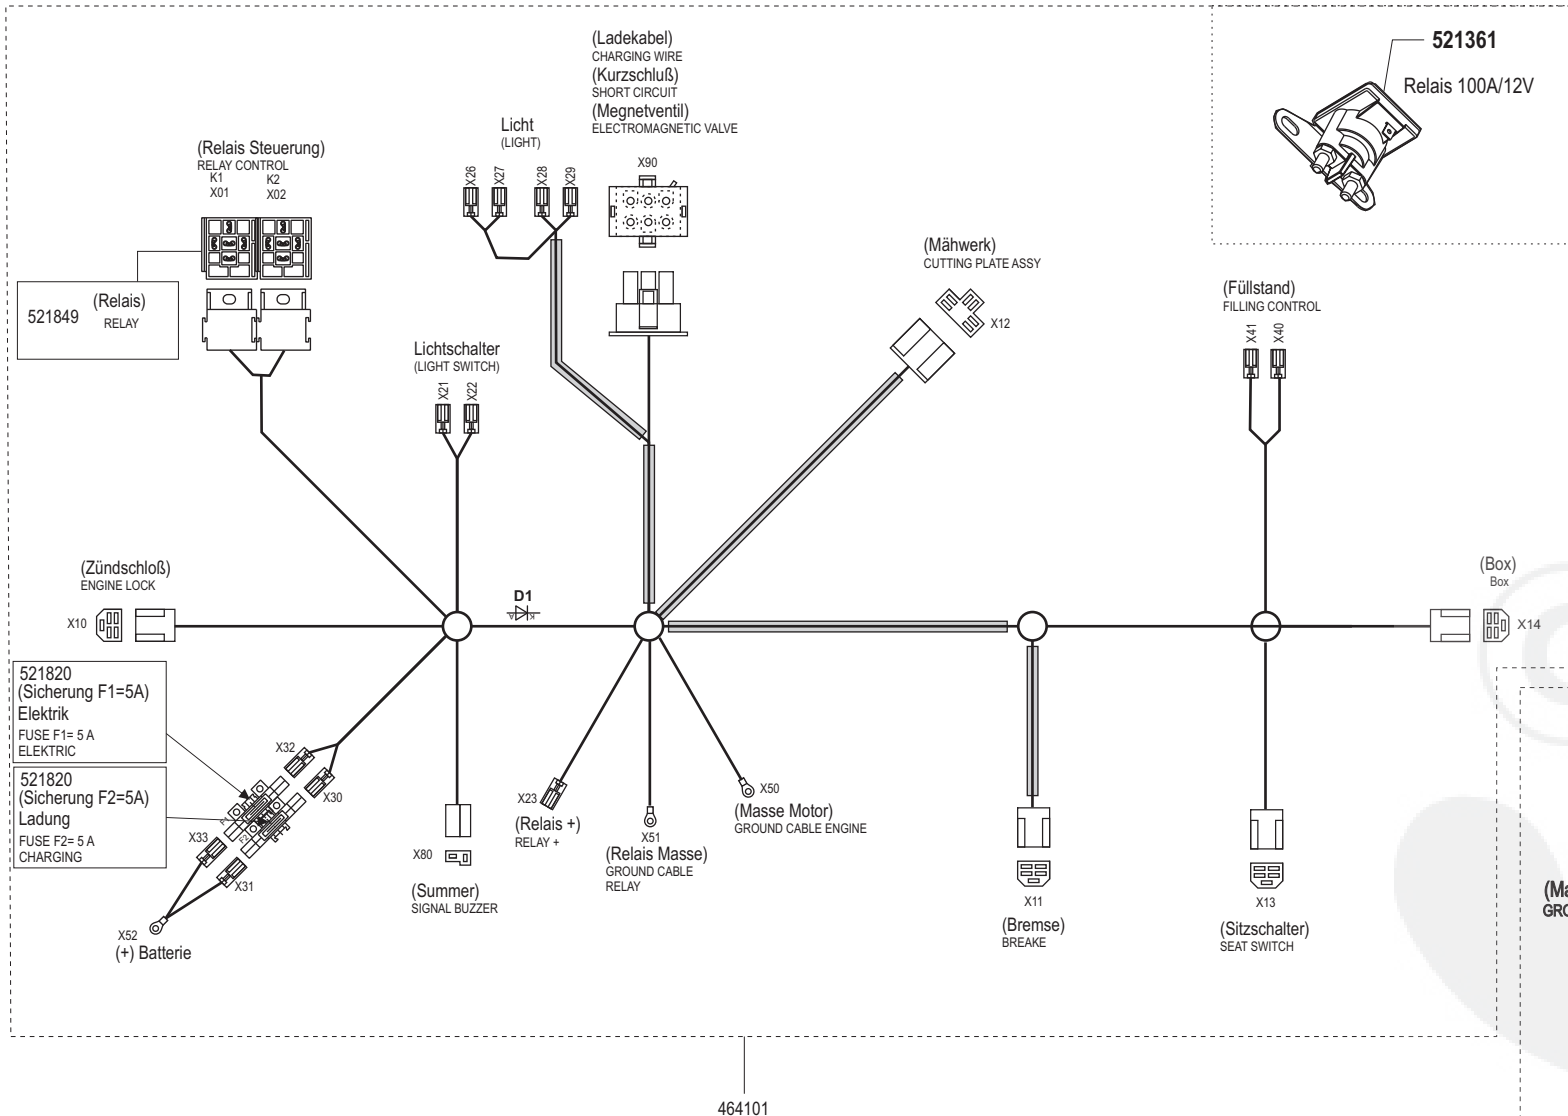 (Ladekabel)
CHARGING WIRE
(Kurzschluß)
SHORT CIRCUIT
(Megnetventil)
ELECTROMAGNETIC VALVE
X90
521361
Relais 100A/12V
Licht
(LIGHT)
X26
X27
X28
X29
(Relais Steuerung)
RELAY CONTROL
K1
K2
X01
X02
521849
(Relais)
RELAY
(Mähwerk)
CUTTING PLATE ASSY
X12
(Füllstand)
FILLING CONTROL
X41
X40
Lichtschalter
(LIGHT SWITCH)
X21
X22
(Zündschloß)
ENGINE LOCK
X10
D1
A
K
(Box)
Box
X14
521820
(Sicherung F1=5A)
Elektrik
FUSE F1= 5 A
ELEKTRIC
521820
(Sicherung F2=5A)
Ladung
FUSE F2= 5 A
CHARGING
X32
X30
F1
F2
X33
X31
X52
(+) Batterie
X80
(Summer)
SIGNAL BUZZER
X23
(Relais +)
RELAY +
X51
(Relais Masse)
GROUND CABLE
RELAY
X50
(Masse Motor)
GROUND CABLE ENGINE
X11
(Bremse)
BREAKE
X13
(Sitzschalter)
SEAT SWITCH
(Ma
GRO
464101